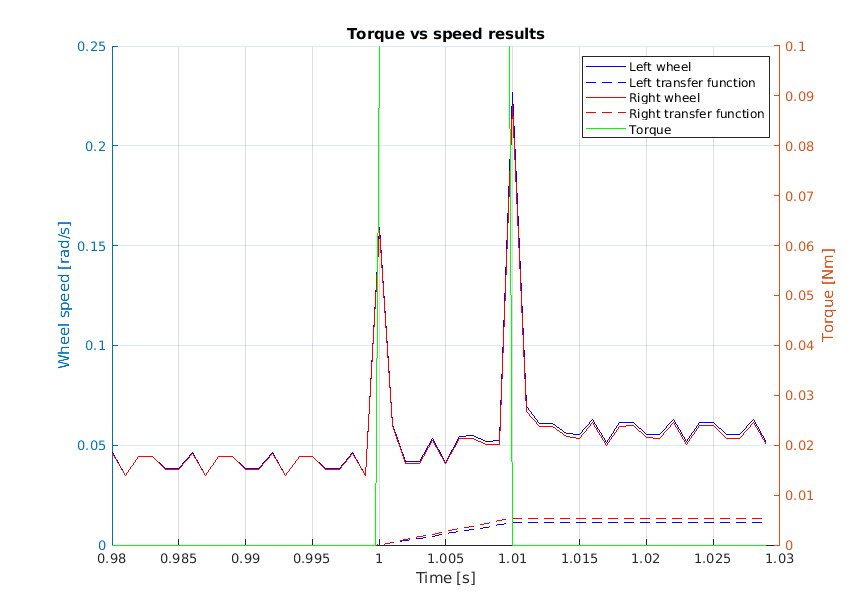 Torque vs speed results
0.25
0.2
0.15
0.1
0.05
0
Wheel speed [rad/s]
0.1
0.09
0.08
0.07
0.06
0.05
0.04
0.03
0.02
0.01
0
Torque [Nm]
Left wheel
Left transfer function
Right wheel
Right transfer function
Torque
0.98 0.985 0.99 0.995 1 1.005 1.01 1.015 1.02 1.025 1.03
Time [s]